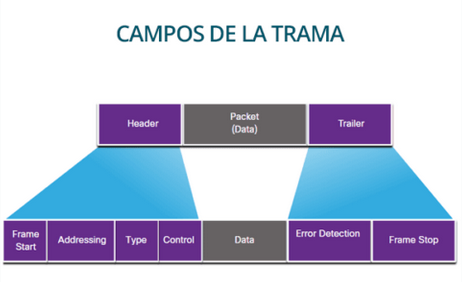 CAMPOS DE LA TRAMA
Header
Packet
(Data)
Trailer
Frame
Start
Addressing
Type
Control
Data
Error Detection
Frame Stop